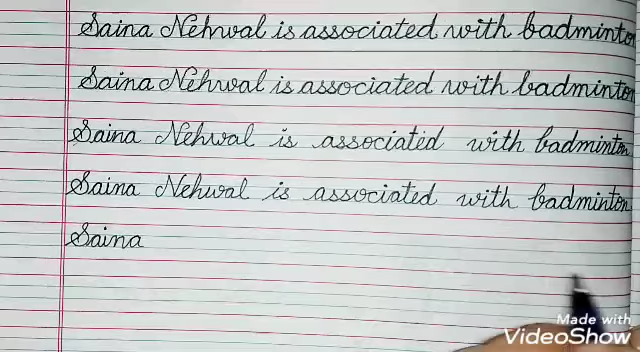 Saina Nehwal is associated with badminton
Saina Nehwal is associated with badminton
Saina Nehwal is associated with badminton
Saina Nehwal is associated with badminton
Saina
Made with
VideoShow